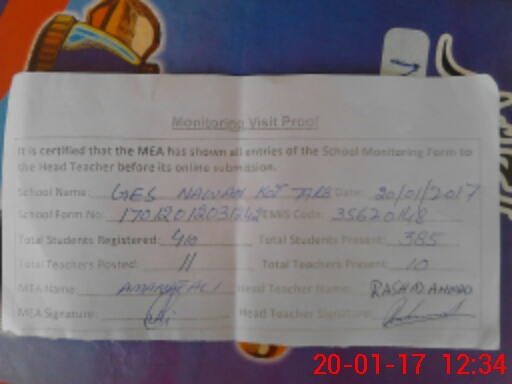 Monitoring Visit Proof
It is certified that the MEA has shown all entries of the School Monitoring Form to
the Head Teacher before its online submission.
School Name: GES NAWAN KOT Date: 20/01/2017
School Form No: EMIS Code: 35620148
Total Students Registered: 410 Total Students Present: 385
Total Teachers Posted: 11 Total Teachers Present: 10
MEA Name: ALI Head Teacher Name: RASHID AHMAD
MEA Signature: Head Teacher Signature:
20-01-17 12:34